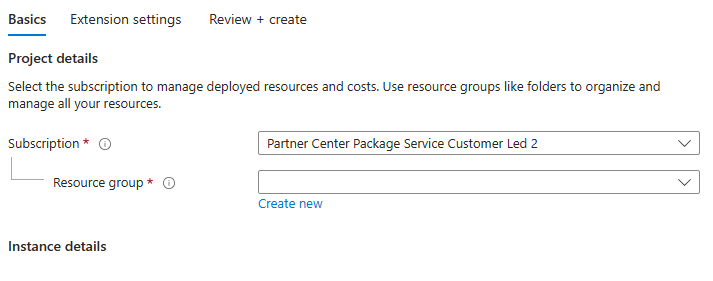 Basics Extension settings Review + create
Project details
Select the subscription to manage deployed resources and costs. Use resource groups like folders to organize and
manage all your resources.
Subscription * Partner Center Package Service Customer Led 2
Resource group *
Create new
Instance details